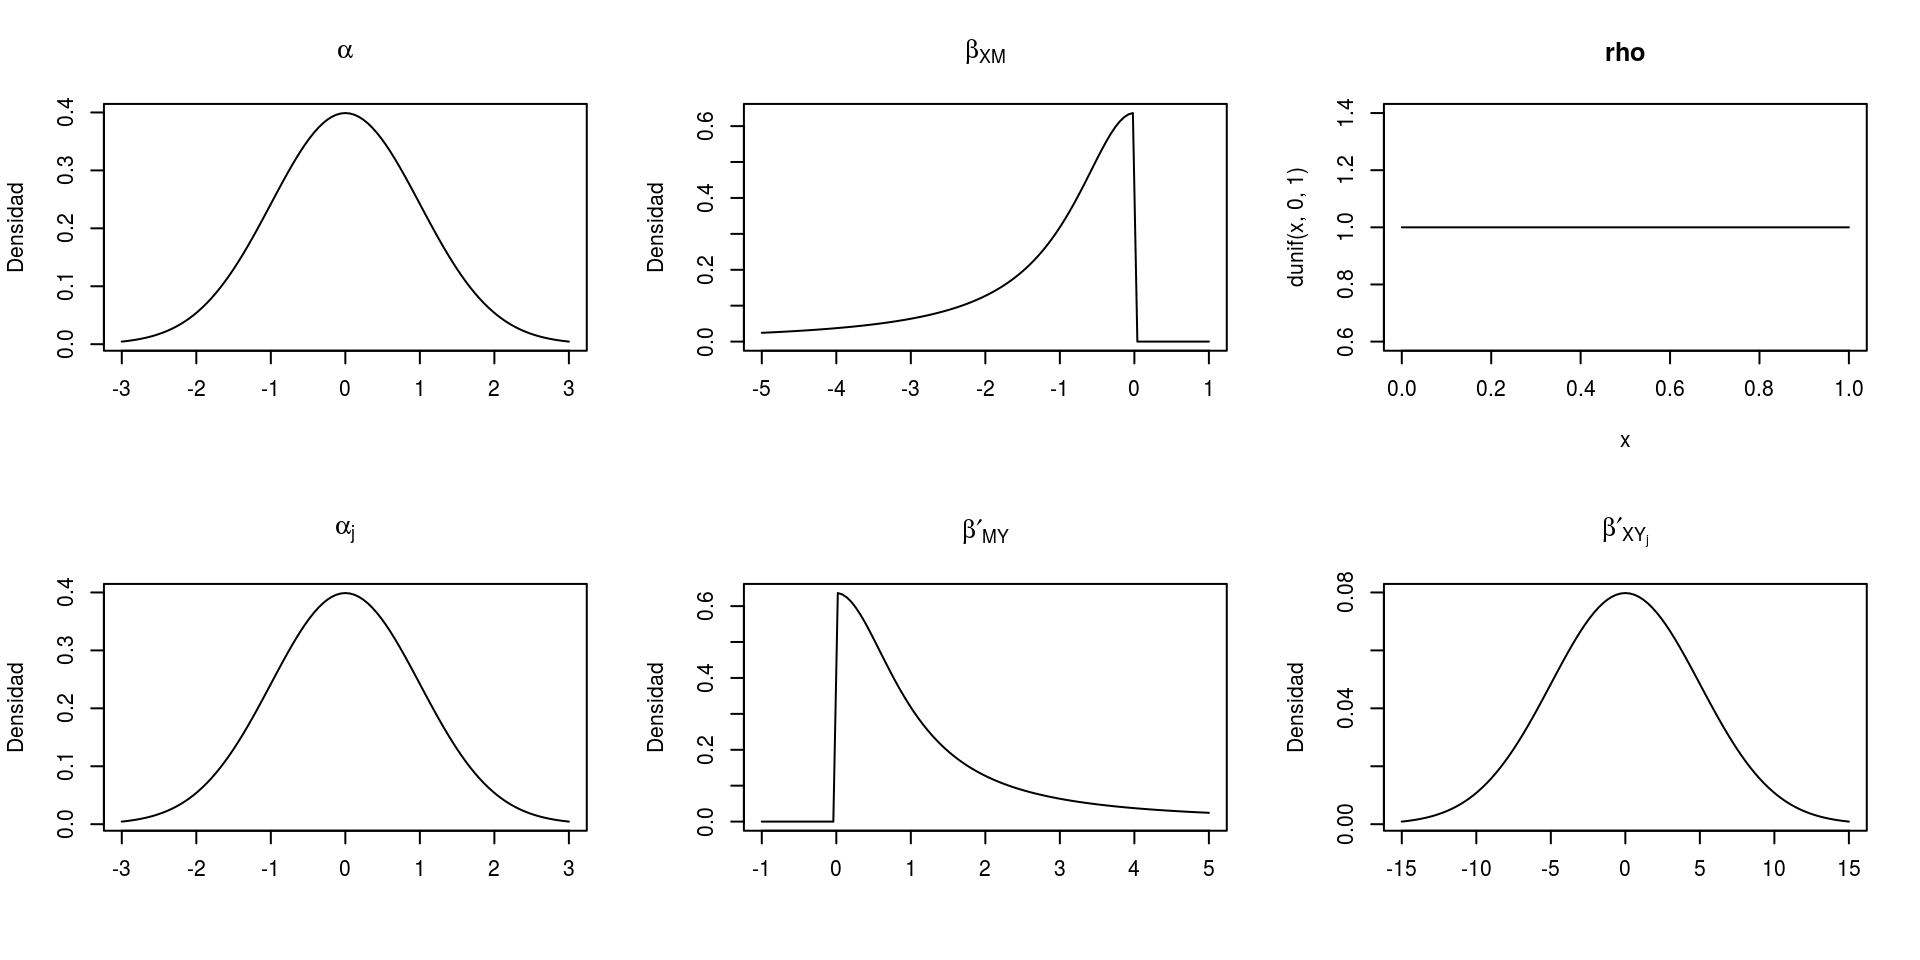 α
Densidad
0.0 0.1 0.2 0.3 0.4
-3 -2 -1 0 1 2 3
β_XM
Densidad
0.0 0.2 0.4 0.6
-5 -4 -3 -2 -1 0 1
rho
dunif(x, 0, 1)
0.6 0.8 1.0 1.2 1.4
0.0 0.2 0.4 0.6 0.8 1.0
x
α_j
Densidad
0.0 0.1 0.2 0.3 0.4
-3 -2 -1 0 1 2 3
β′_MY
Densidad
0.0 0.2 0.4 0.6
-1 0 1 2 3 4 5
β′_XY_j
Densidad
0.00 0.04 0.08
-15 -10 -5 0 5 10 15